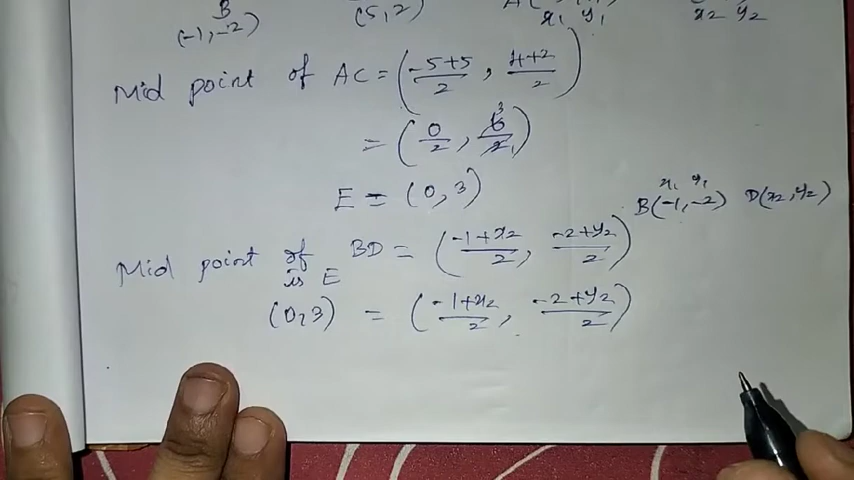 B
(-1,-2) (5,2) x₁ y₁ x₂ y₂
Mid point of AC = (-5+5/2, 4+2/2)
= (0/2, 6/2) 3 1
E = (0,3)
x₁ y₁
B(-1,-2) D(x₂,y₂)
Mid point of BD = (-1+x₂/2, -2+y₂/2)
is E
(0,3) = (-1+x₂/2, -2+y₂/2)